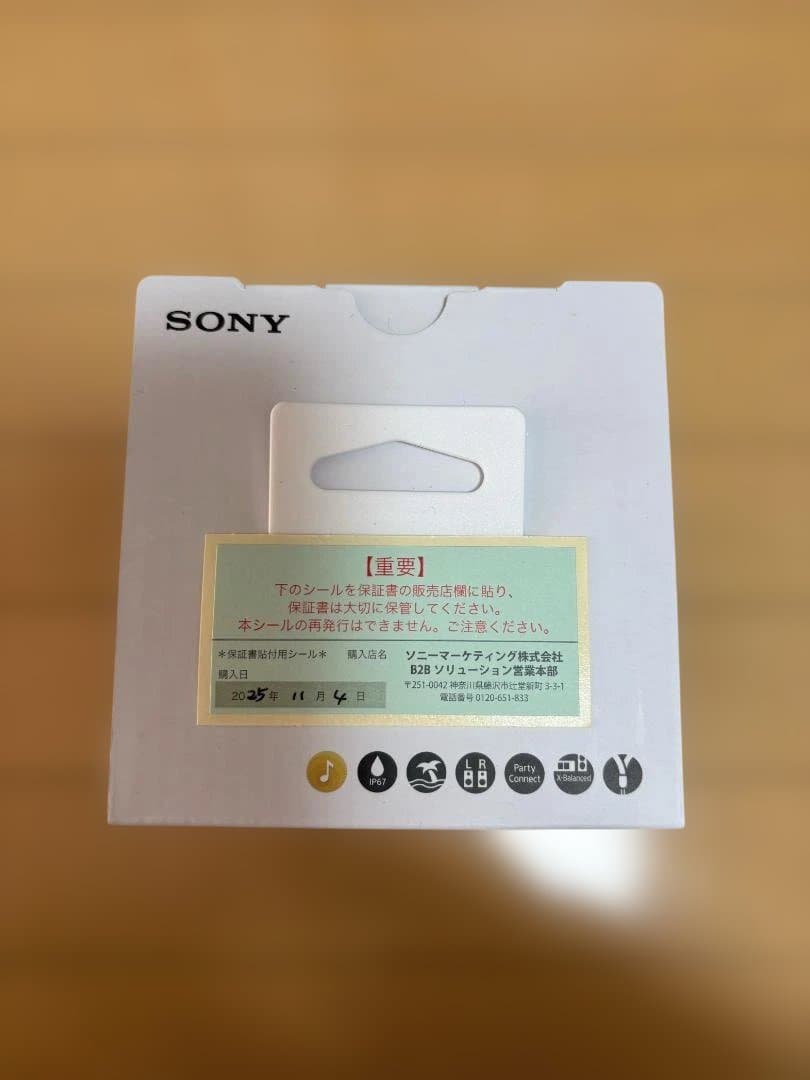 SONY
【重要】
下のシールを保証書の販売店欄に貼り、
保証書は大切に保管してください。
本シールの再発行はできません。ご注意ください。
＊保証書貼付用シール＊ 購入店名 ソニーマーケティング株式会社
B2B ソリューション営業本部
購入日
〒251-0042 神奈川県藤沢市辻堂新町 3-3-1
2025年 11月 4日
電話番号 0120-651-833
IP67
L R
Party
Connect
X-Balanced